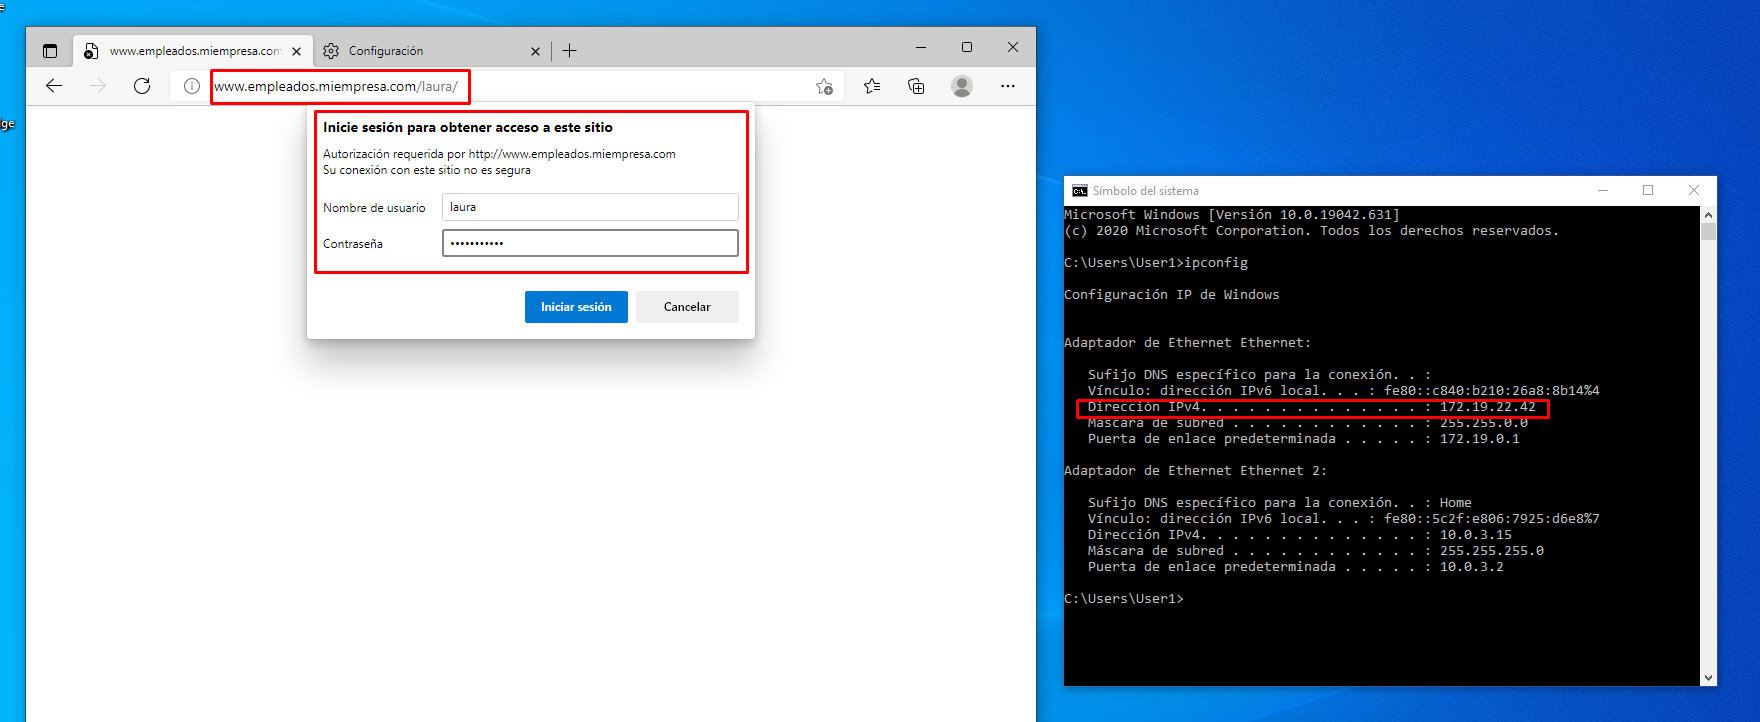 e
ge
www.empleados.miempresa.com
Configuración
www.empleados.miempresa.com/laura/
Inicie sesión para obtener acceso a este sitio
Autorización requerida por http://www.empleados.miempresa.com
Su conexión con este sitio no es segura
Nombre de usuario laura
Contraseña •••••••••••
Iniciar sesión Cancelar
Símbolo del sistema
Microsoft Windows [Versión 10.0.19042.631]
(c) 2020 Microsoft Corporation. Todos los derechos reservados.
C:\Users\User1>ipconfig
Configuración IP de Windows
Adaptador de Ethernet Ethernet:
Sufijo DNS específico para la conexión. . :
Vínculo: dirección IPv6 local. . . : fe80::c840:b210:26a8:8b14%4
Dirección IPv4. . . . . . . . . . . . . . : 172.19.22.42
Máscara de subred . . . . . . . . . . . . : 255.255.0.0
Puerta de enlace predeterminada . . . . . : 172.19.0.1
Adaptador de Ethernet Ethernet 2:
Sufijo DNS específico para la conexión. . : Home
Vínculo: dirección IPv6 local. . . : fe80::5c2f:e806:7925:d6e8%7
Dirección IPv4. . . . . . . . . . . . . . : 10.0.3.15
Máscara de subred . . . . . . . . . . . . : 255.255.255.0
Puerta de enlace predeterminada . . . . . : 10.0.3.2
C:\Users\User1>